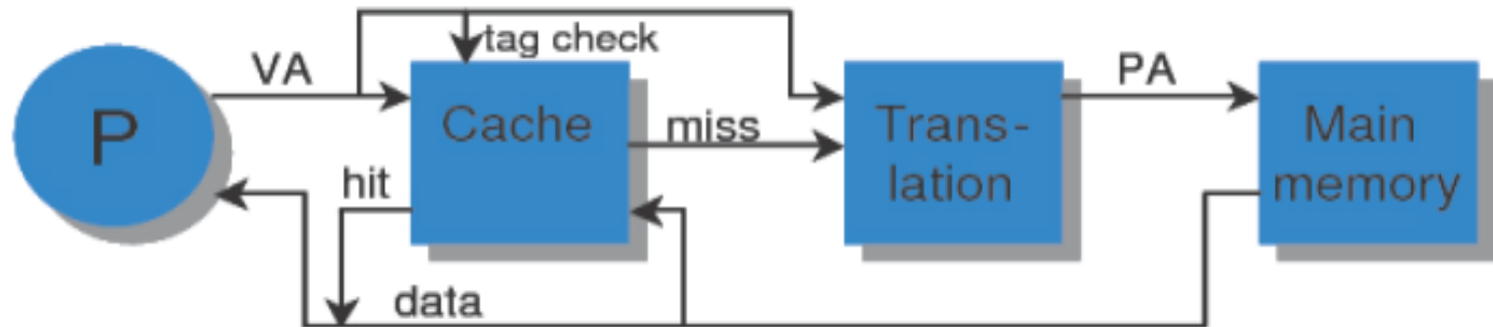 tag check
VA
PA
P
Cache
miss
Trans-
lation
Main
memory
hit
data